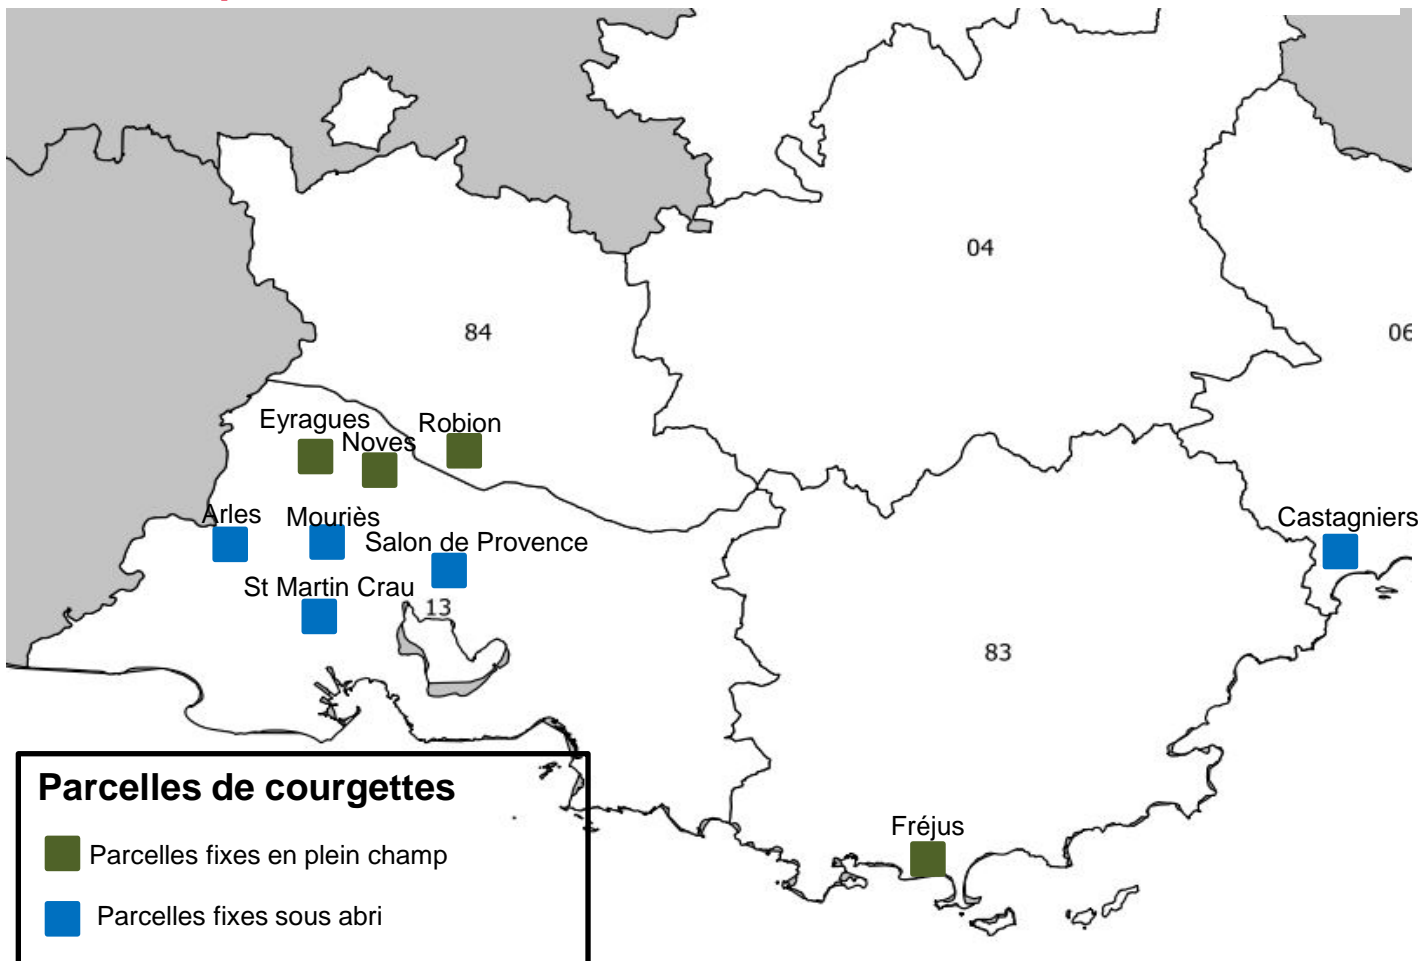 04
84
06
Eyragues
Noves
Robion
Arles
Mouriès
Salon de Provence
Castagniers
St Martin Crau
13
83
Fréjus
Parcelles de courgettes
Parcelles fixes en plein champ
Parcelles fixes sous abri